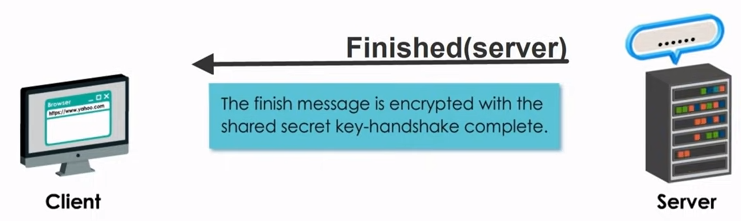 Finished(server)
......
Browser
https://www.yahoo.com
The finish message is encrypted with the
shared secret key-handshake complete.
Client
Server